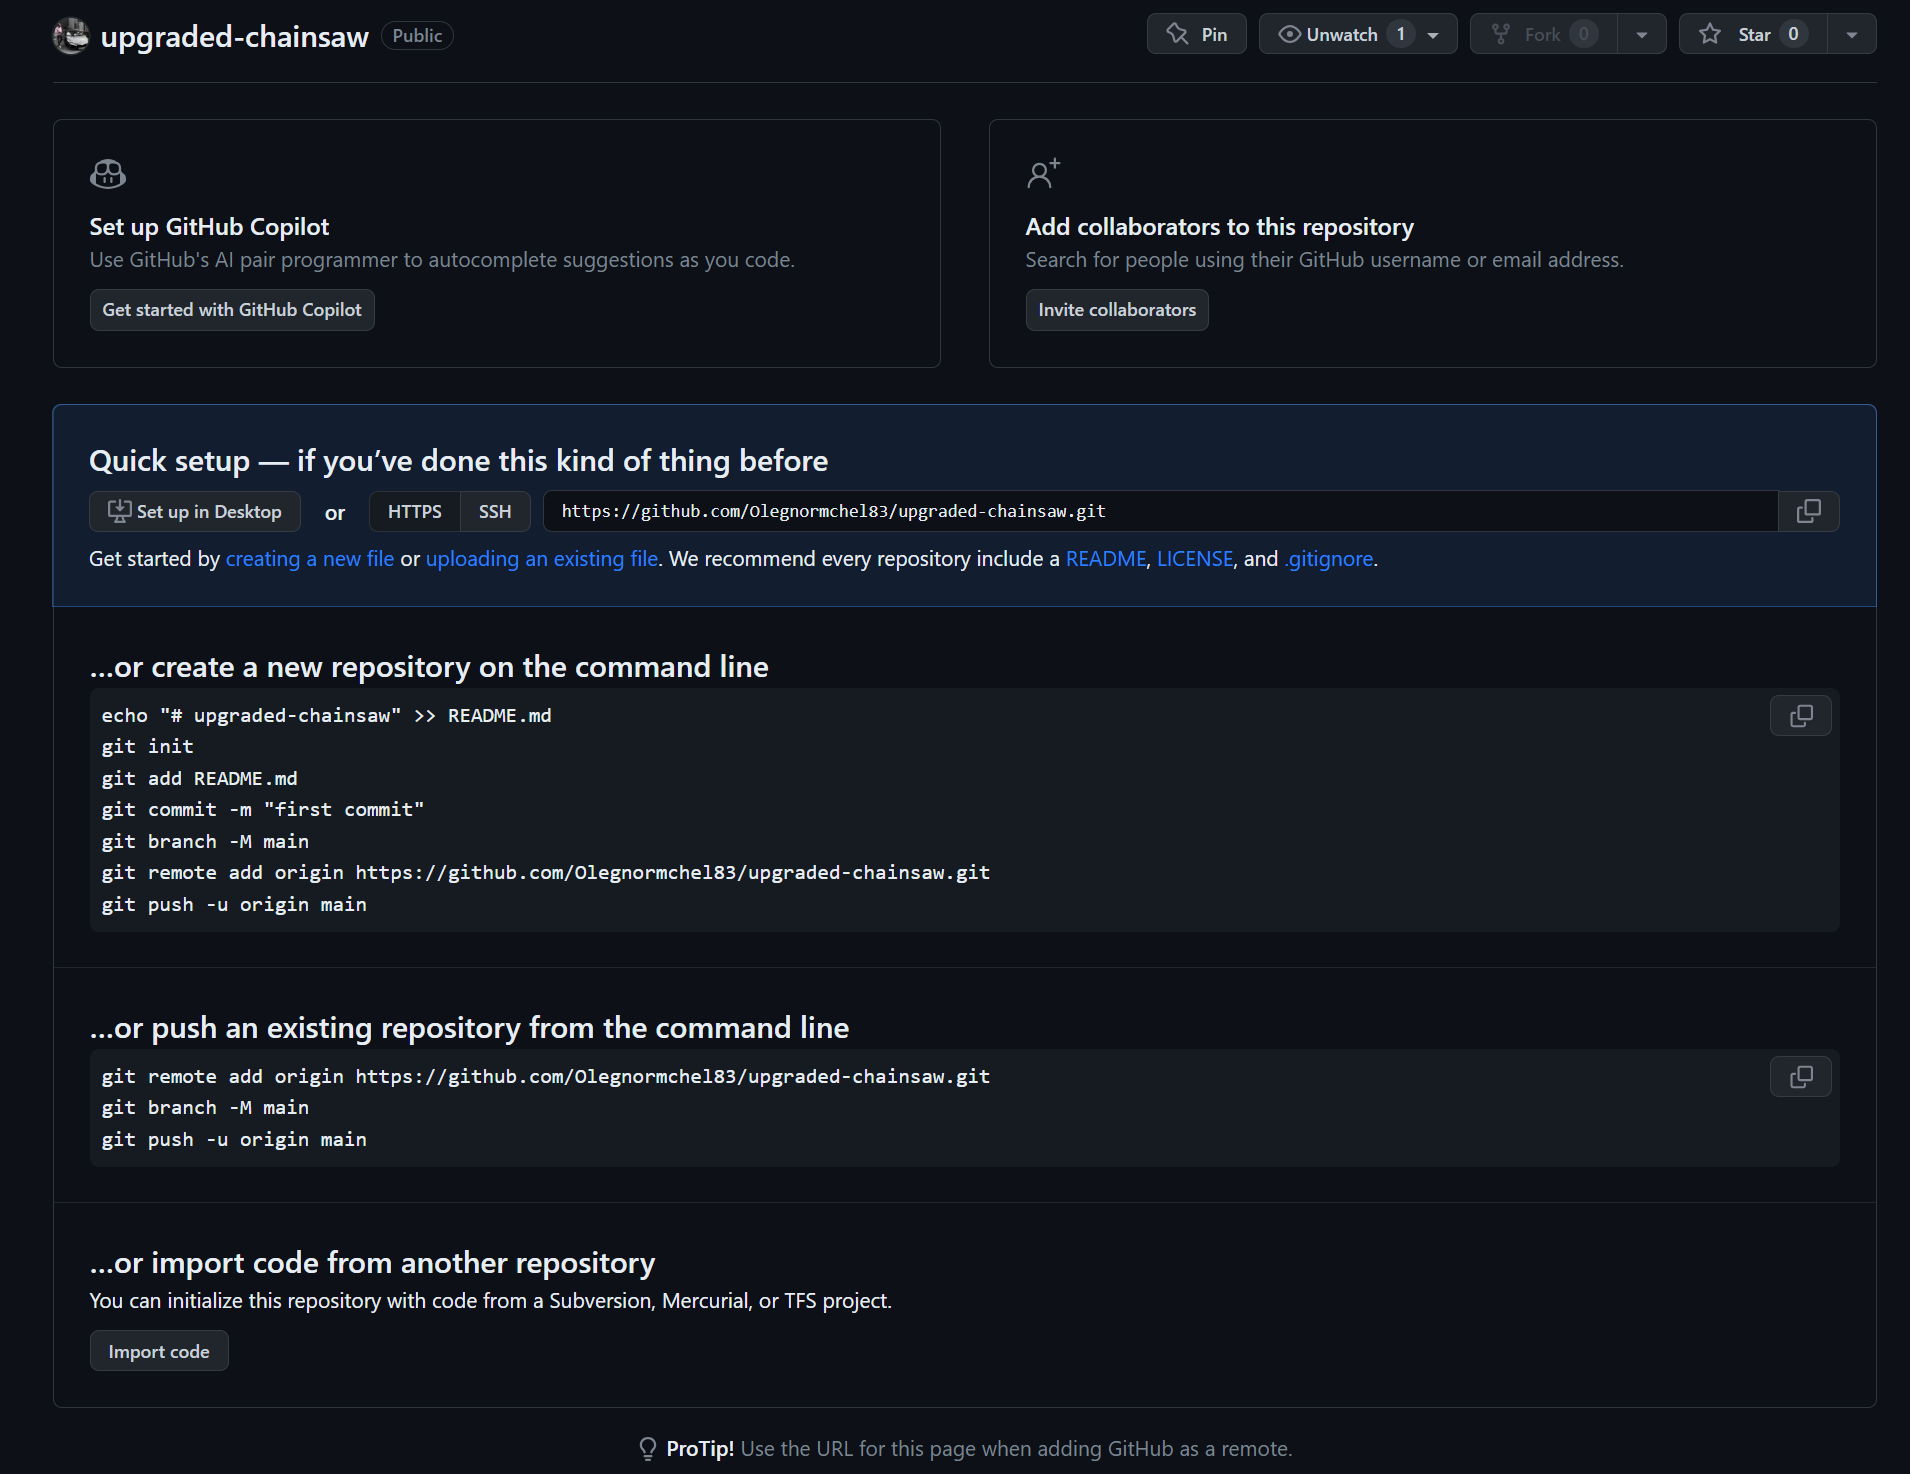 upgraded-chainsaw Public Pin Unwatch 1 Fork 0 Star 0
Set up GitHub Copilot
Use GitHub's AI pair programmer to autocomplete suggestions as you code.
Get started with GitHub Copilot
Add collaborators to this repository
Search for people using their GitHub username or email address.
Invite collaborators
Quick setup — if you’ve done this kind of thing before
Set up in Desktop or HTTPS SSH https://github.com/Olegnormchel83/upgraded-chainsaw.git
Get started by creating a new file or uploading an existing file. We recommend every repository include a README, LICENSE, and .gitignore.
…or create a new repository on the command line
echo "# upgraded-chainsaw" >> README.md
git init
git add README.md
git commit -m "first commit"
git branch -M main
git remote add origin https://github.com/Olegnormchel83/upgraded-chainsaw.git
git push -u origin main
…or push an existing repository from the command line
git remote add origin https://github.com/Olegnormchel83/upgraded-chainsaw.git
git branch -M main
git push -u origin main
…or import code from another repository
You can initialize this repository with code from a Subversion, Mercurial, or TFS project.
Import code
ProTip! Use the URL for this page when adding GitHub as a remote.